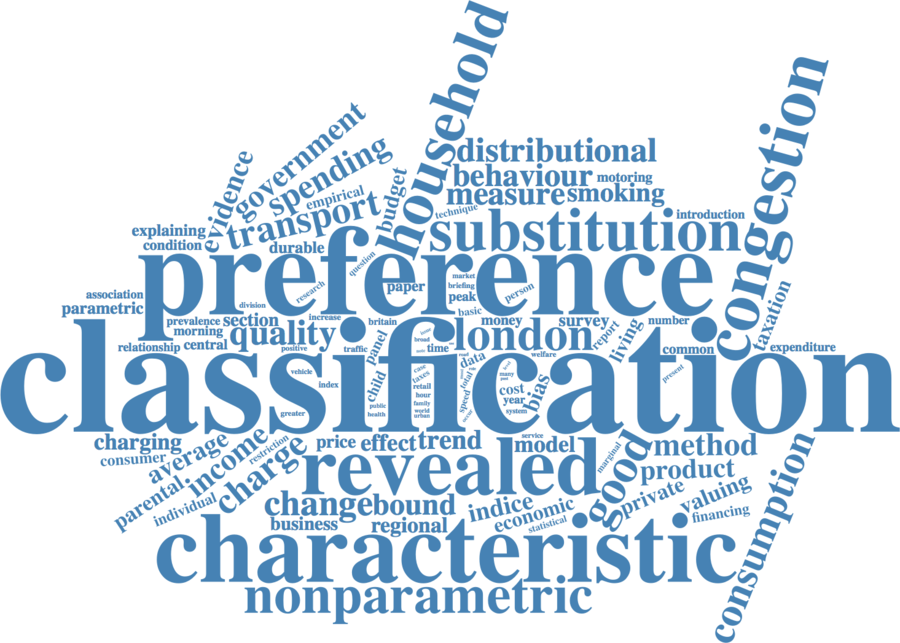 household
congestion
government
distributional
evidence
spending
behaviour
motoring
empirical
budget
measure
smoking
transport
technique
introduction
explaining
substitution
condition
durable
question
preference
market
association
research
paper
briefing
person
peak
taxation
parametric
division
basic
prevalence
section
increase
britain
money
survey
number
morning
quality
london
report
living
relationship
central
positive
traffic
panel
broad
time
data
welfare
common
expenditure
classification
vehicle
child
case
taxes
total
many
present
index
retail
cost
bias
hour
year
speed
public
family
greater
health
world
urban
system
charging
average
income
restriction
price
effect
trend
service
model
marginal
good
method
consumer
charge
revealed
product
consumption
parental
individual
change
bound
indice
economic
private
valuing
business
regional
statistical
financing
characteristic
nonparametric